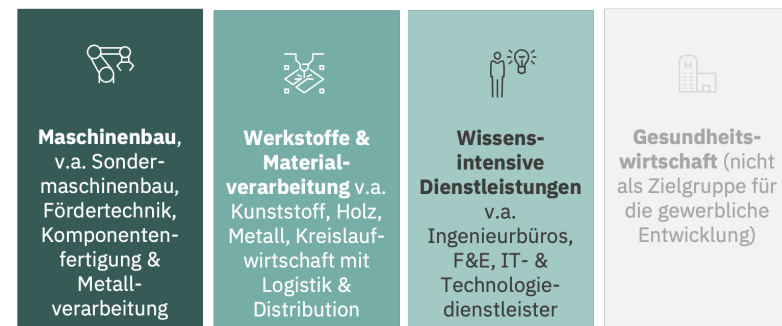 Maschinenbau,
v.a. Sonder-
maschinenbau,
Fördertechnik,
Komponenten-
fertigung &
Metall-
verarbeitung
Werkstoffe &
Material-
verarbeitung v.a.
Kunststoff, Holz,
Metall, Kreislauf-
wirtschaft mit
Logistik &
Distribution
Wissens-
intensive
Dienstleistungen
v.a.
Ingenieurbüros,
F&E, IT- &
Technologie-
dienstleister
H
Gesundheits-
wirtschaft (nicht
als Zielgruppe für
die gewerbliche
Entwicklung)